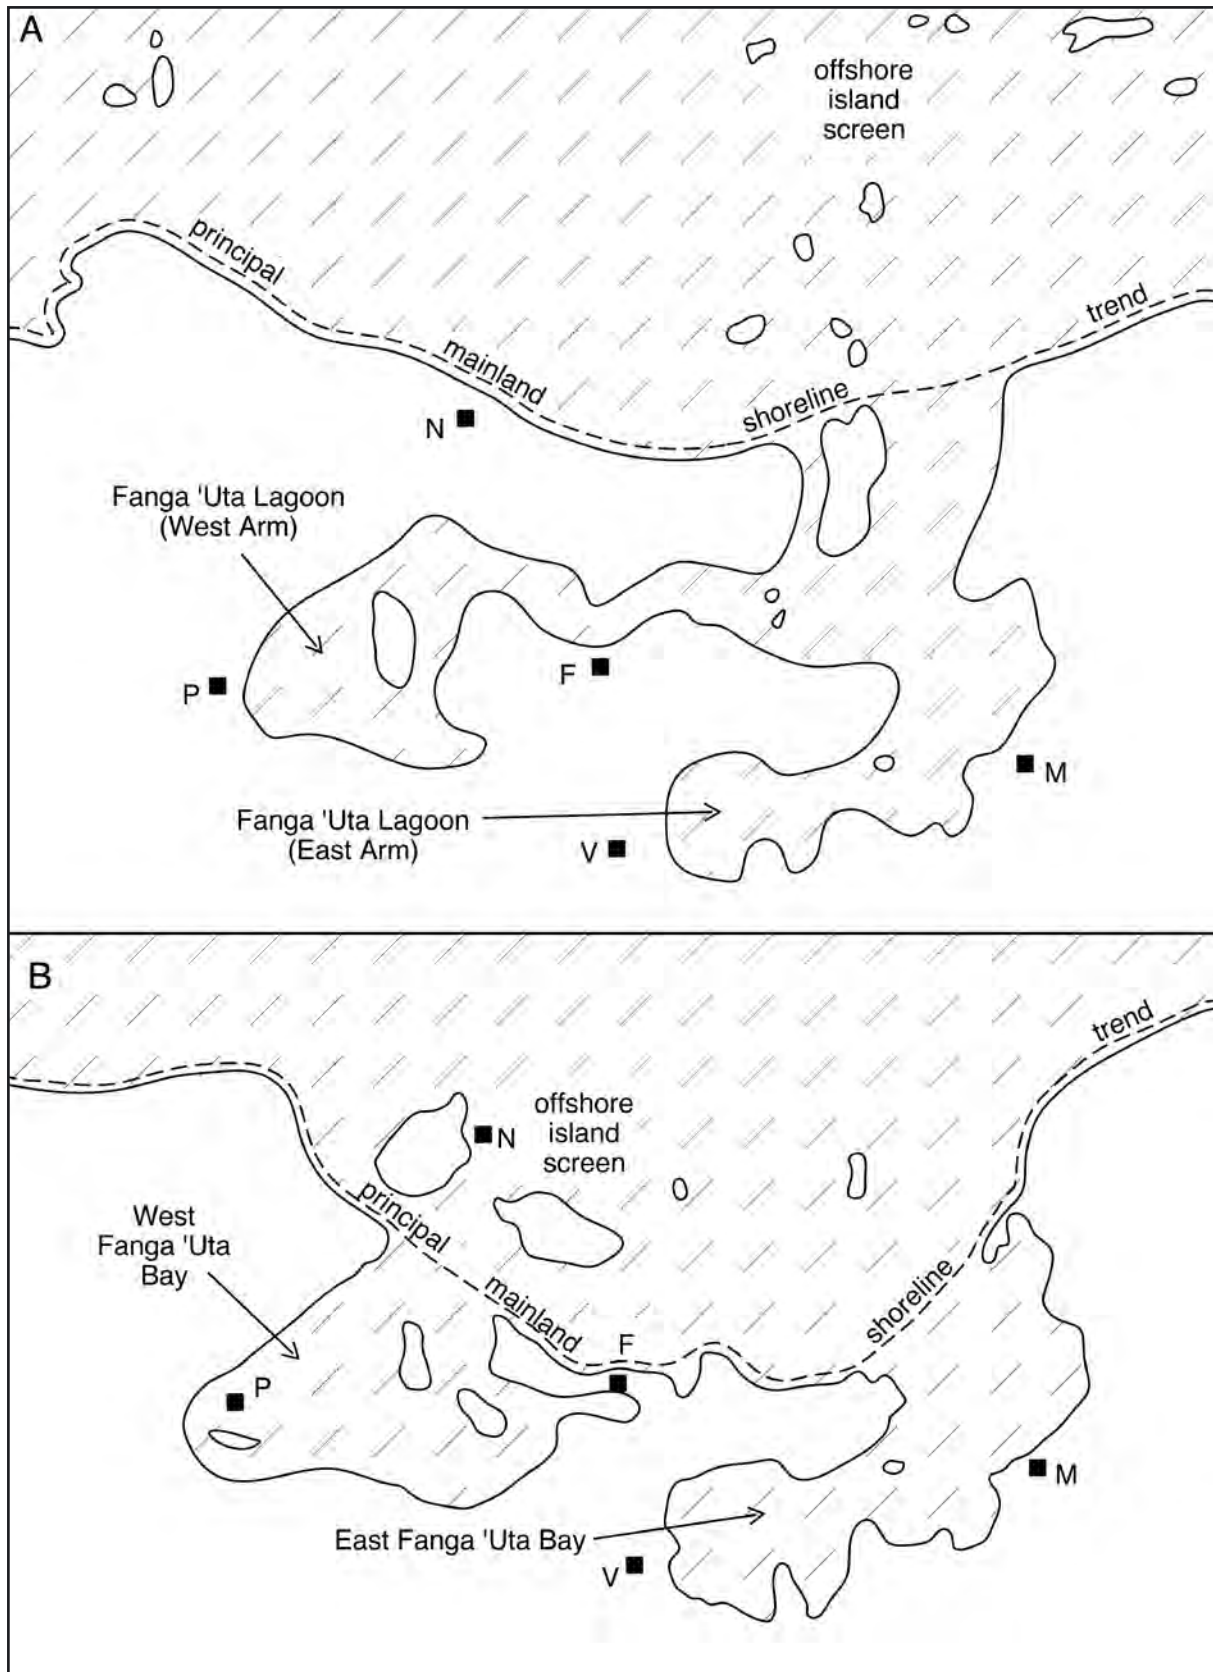 A
offshore
island
screen
principal
mainland
shoreline
trend
N
Fanga 'Uta Lagoon
(West Arm)
P
F
M
Fanga 'Uta Lagoon
(East Arm)
V
B
trend
offshore
island
screen
N
principal
West
Fanga 'Uta
Bay
mainland
shoreline
F
P
M
East Fanga 'Uta Bay
V